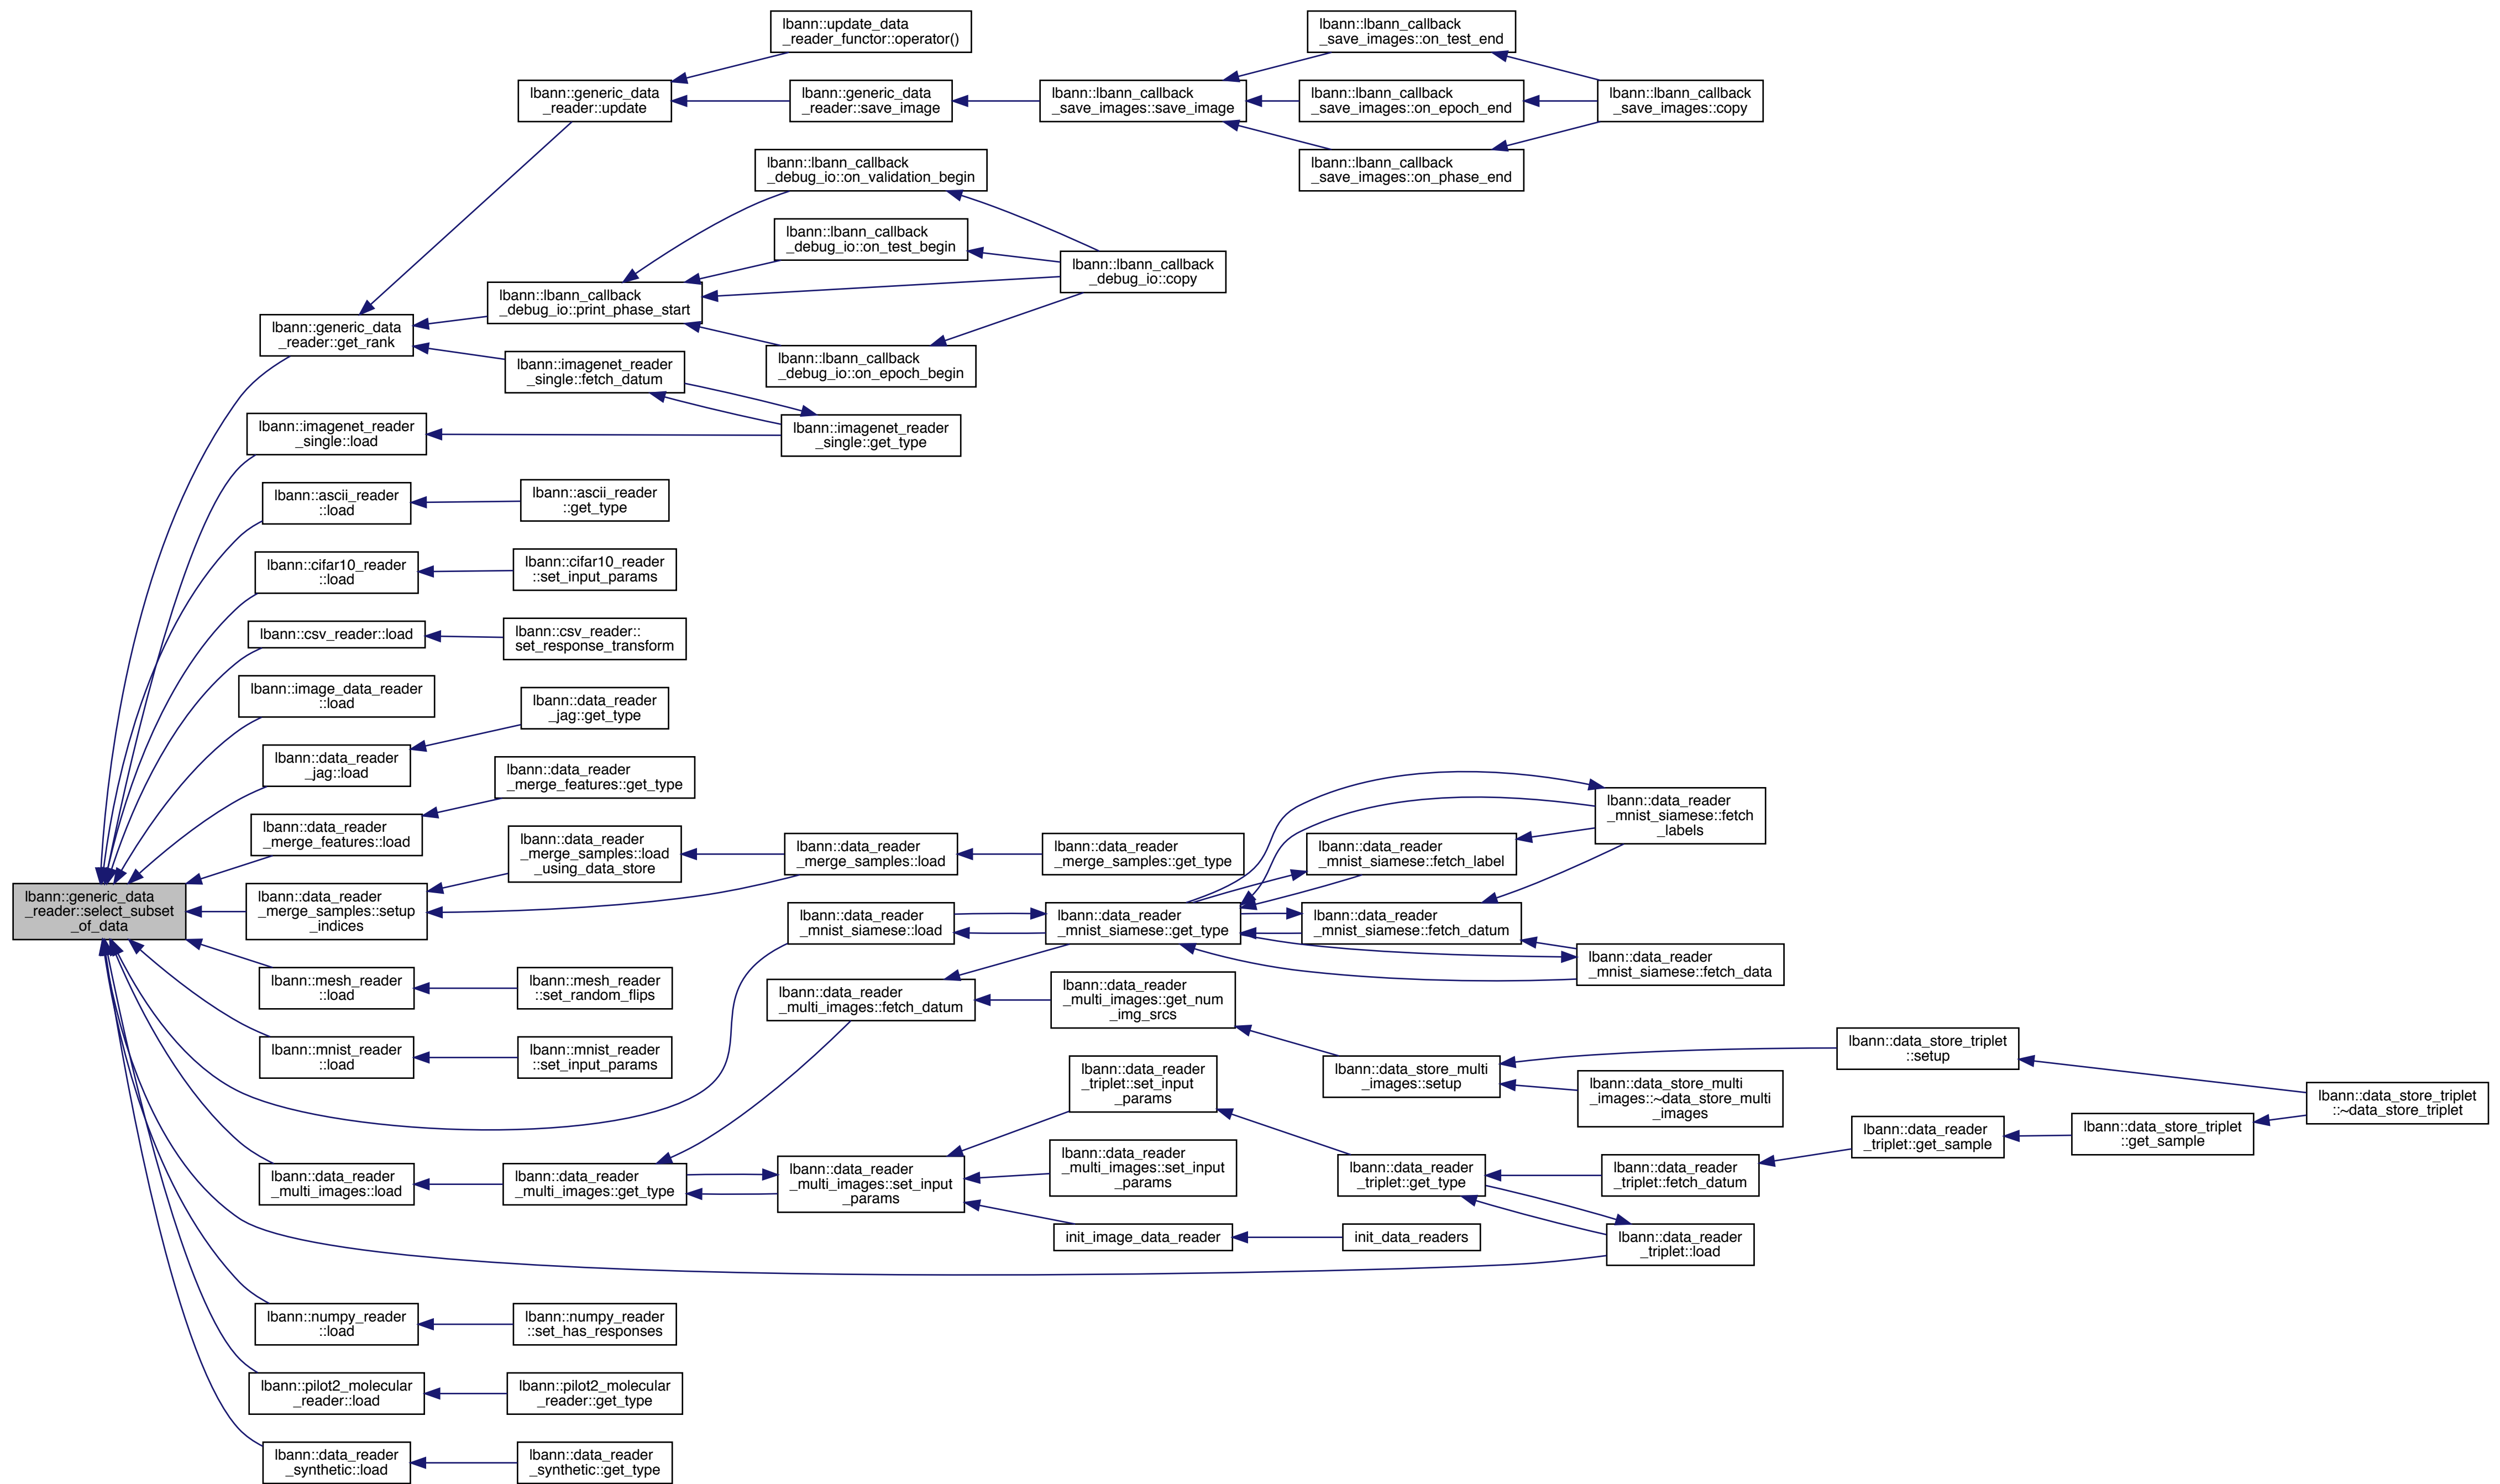 lbann::update_data
_reader_functor::operator()
lbann::lbann_callback
_save_images::on_test_end
lbann::generic_data
_reader::update
lbann::generic_data
_reader::save_image
lbann::lbann_callback
_save_images::save_image
lbann::lbann_callback
_save_images::on_epoch_end
lbann::lbann_callback
_save_images::copy
lbann::lbann_callback
_save_images::on_phase_end
lbann::lbann_callback
_debug_io::on_validation_begin
lbann::lbann_callback
_debug_io::on_test_begin
lbann::lbann_callback
_debug_io::copy
lbann::lbann_callback
_debug_io::print_phase_start
lbann::generic_data
_reader::get_rank
lbann::lbann_callback
_debug_io::on_epoch_begin
lbann::imagenet_reader
_single::fetch_datum
lbann::imagenet_reader
_single::load
lbann::imagenet_reader
_single::get_type
lbann::ascii_reader
::load
lbann::ascii_reader
::get_type
lbann::cifar10_reader
::load
lbann::cifar10_reader
::set_input_params
lbann::csv_reader::load
lbann::csv_reader::
set_response_transform
lbann::image_data_reader
::load
lbann::data_reader
_jag::get_type
lbann::data_reader
_jag::load
lbann::data_reader
_merge_features::get_type
lbann::data_reader
_merge_features::load
lbann::data_reader
_merge_samples::load
_using_data_store
lbann::data_reader
_merge_samples::load
lbann::data_reader
_merge_samples::get_type
lbann::data_reader
_mnist_siamese::fetch_label
lbann::data_reader
_mnist_siamese::fetch
_labels
lbann::generic_data
_reader::select_subset
_of_data
lbann::data_reader
_merge_samples::setup
_indices
lbann::data_reader
_mnist_siamese::load
lbann::data_reader
_mnist_siamese::get_type
lbann::data_reader
_mnist_siamese::fetch_datum
lbann::data_reader
_mnist_siamese::fetch_data
lbann::mesh_reader
::load
lbann::mesh_reader
::set_random_flips
lbann::data_reader
_multi_images::fetch_datum
lbann::data_reader
_multi_images::get_num
_img_srcs
lbann::mnist_reader
::load
lbann::mnist_reader
::set_input_params
lbann::data_reader
_triplet::set_input
_params
lbann::data_store_multi
_images::setup
lbann::data_store_multi
_images::~data_store_multi
_images
lbann::data_store_triplet
::setup
lbann::data_store_triplet
::~data_store_triplet
lbann::data_reader
_triplet::get_sample
lbann::data_store_triplet
::get_sample
lbann::data_reader
_multi_images::load
lbann::data_reader
_multi_images::get_type
lbann::data_reader
_multi_images::set_input
_params
lbann::data_reader
_multi_images::set_input
_params
lbann::data_reader
_triplet::get_type
lbann::data_reader
_triplet::fetch_datum
init_image_data_reader
init_data_readers
lbann::data_reader
_triplet::load
lbann::numpy_reader
::load
lbann::numpy_reader
::set_has_responses
lbann::pilot2_molecular
_reader::load
lbann::pilot2_molecular
_reader::get_type
lbann::data_reader
_synthetic::load
lbann::data_reader
_synthetic::get_type